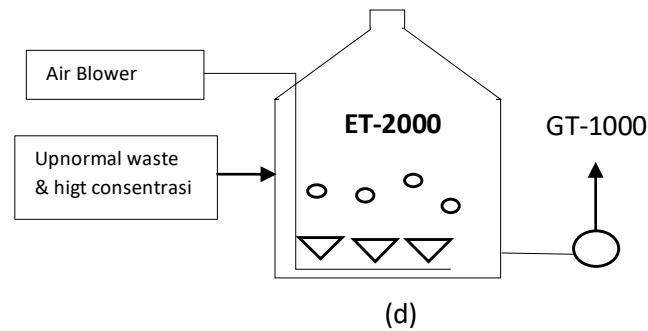 Air Blower
ET-2000
GT-1000
Upnormal waste
& higt consentrasi
(d)